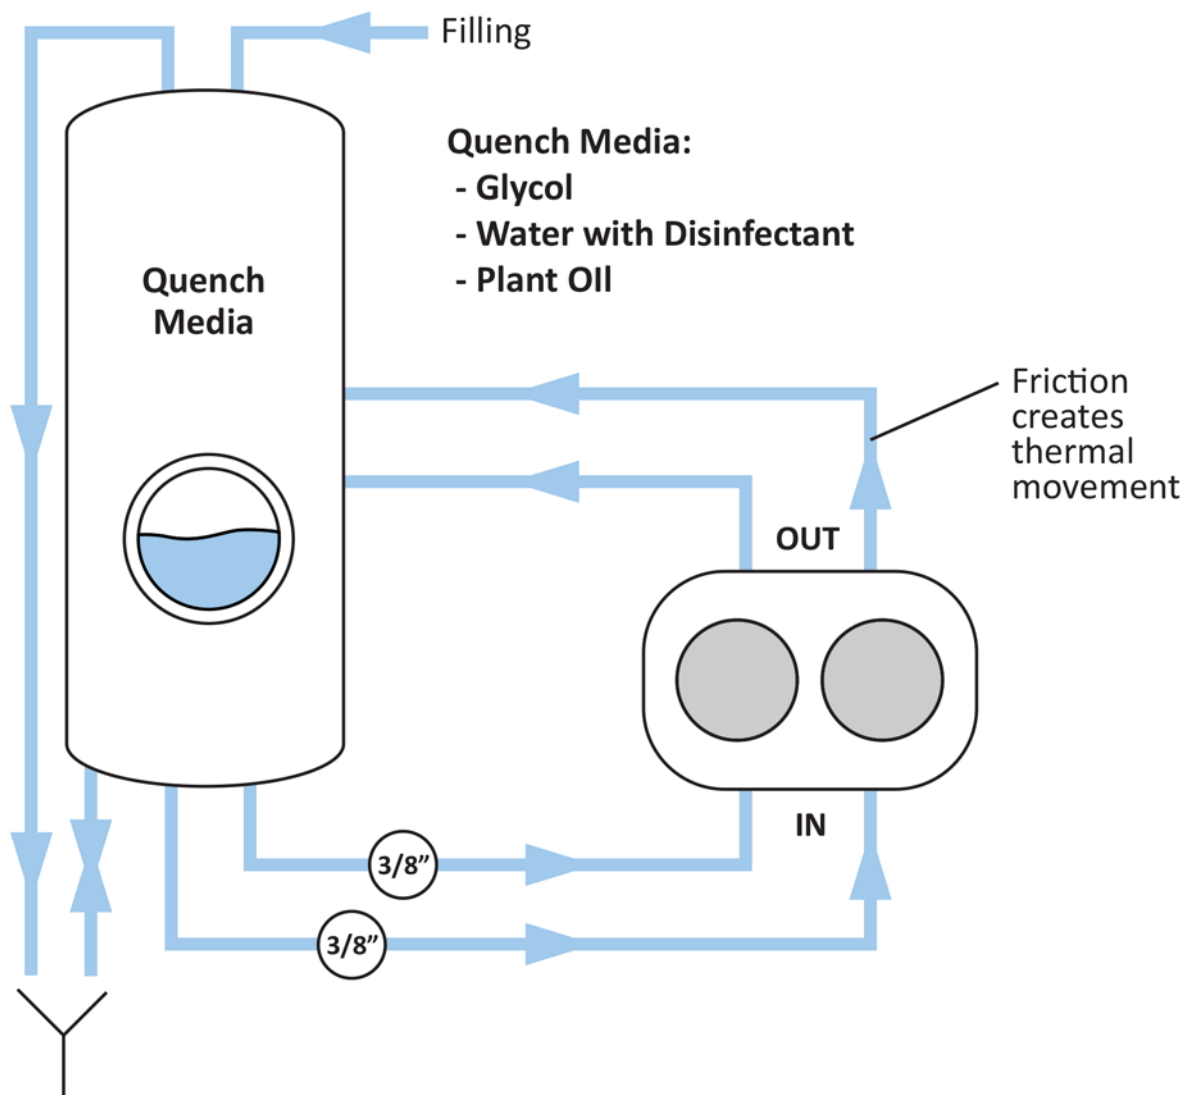 Filling
Quench Media:
- Glycol
- Water with Disinfectant
- Plant OIl
Quench
Media
Friction
creates
thermal
movement
OUT
IN
3/8”
3/8”